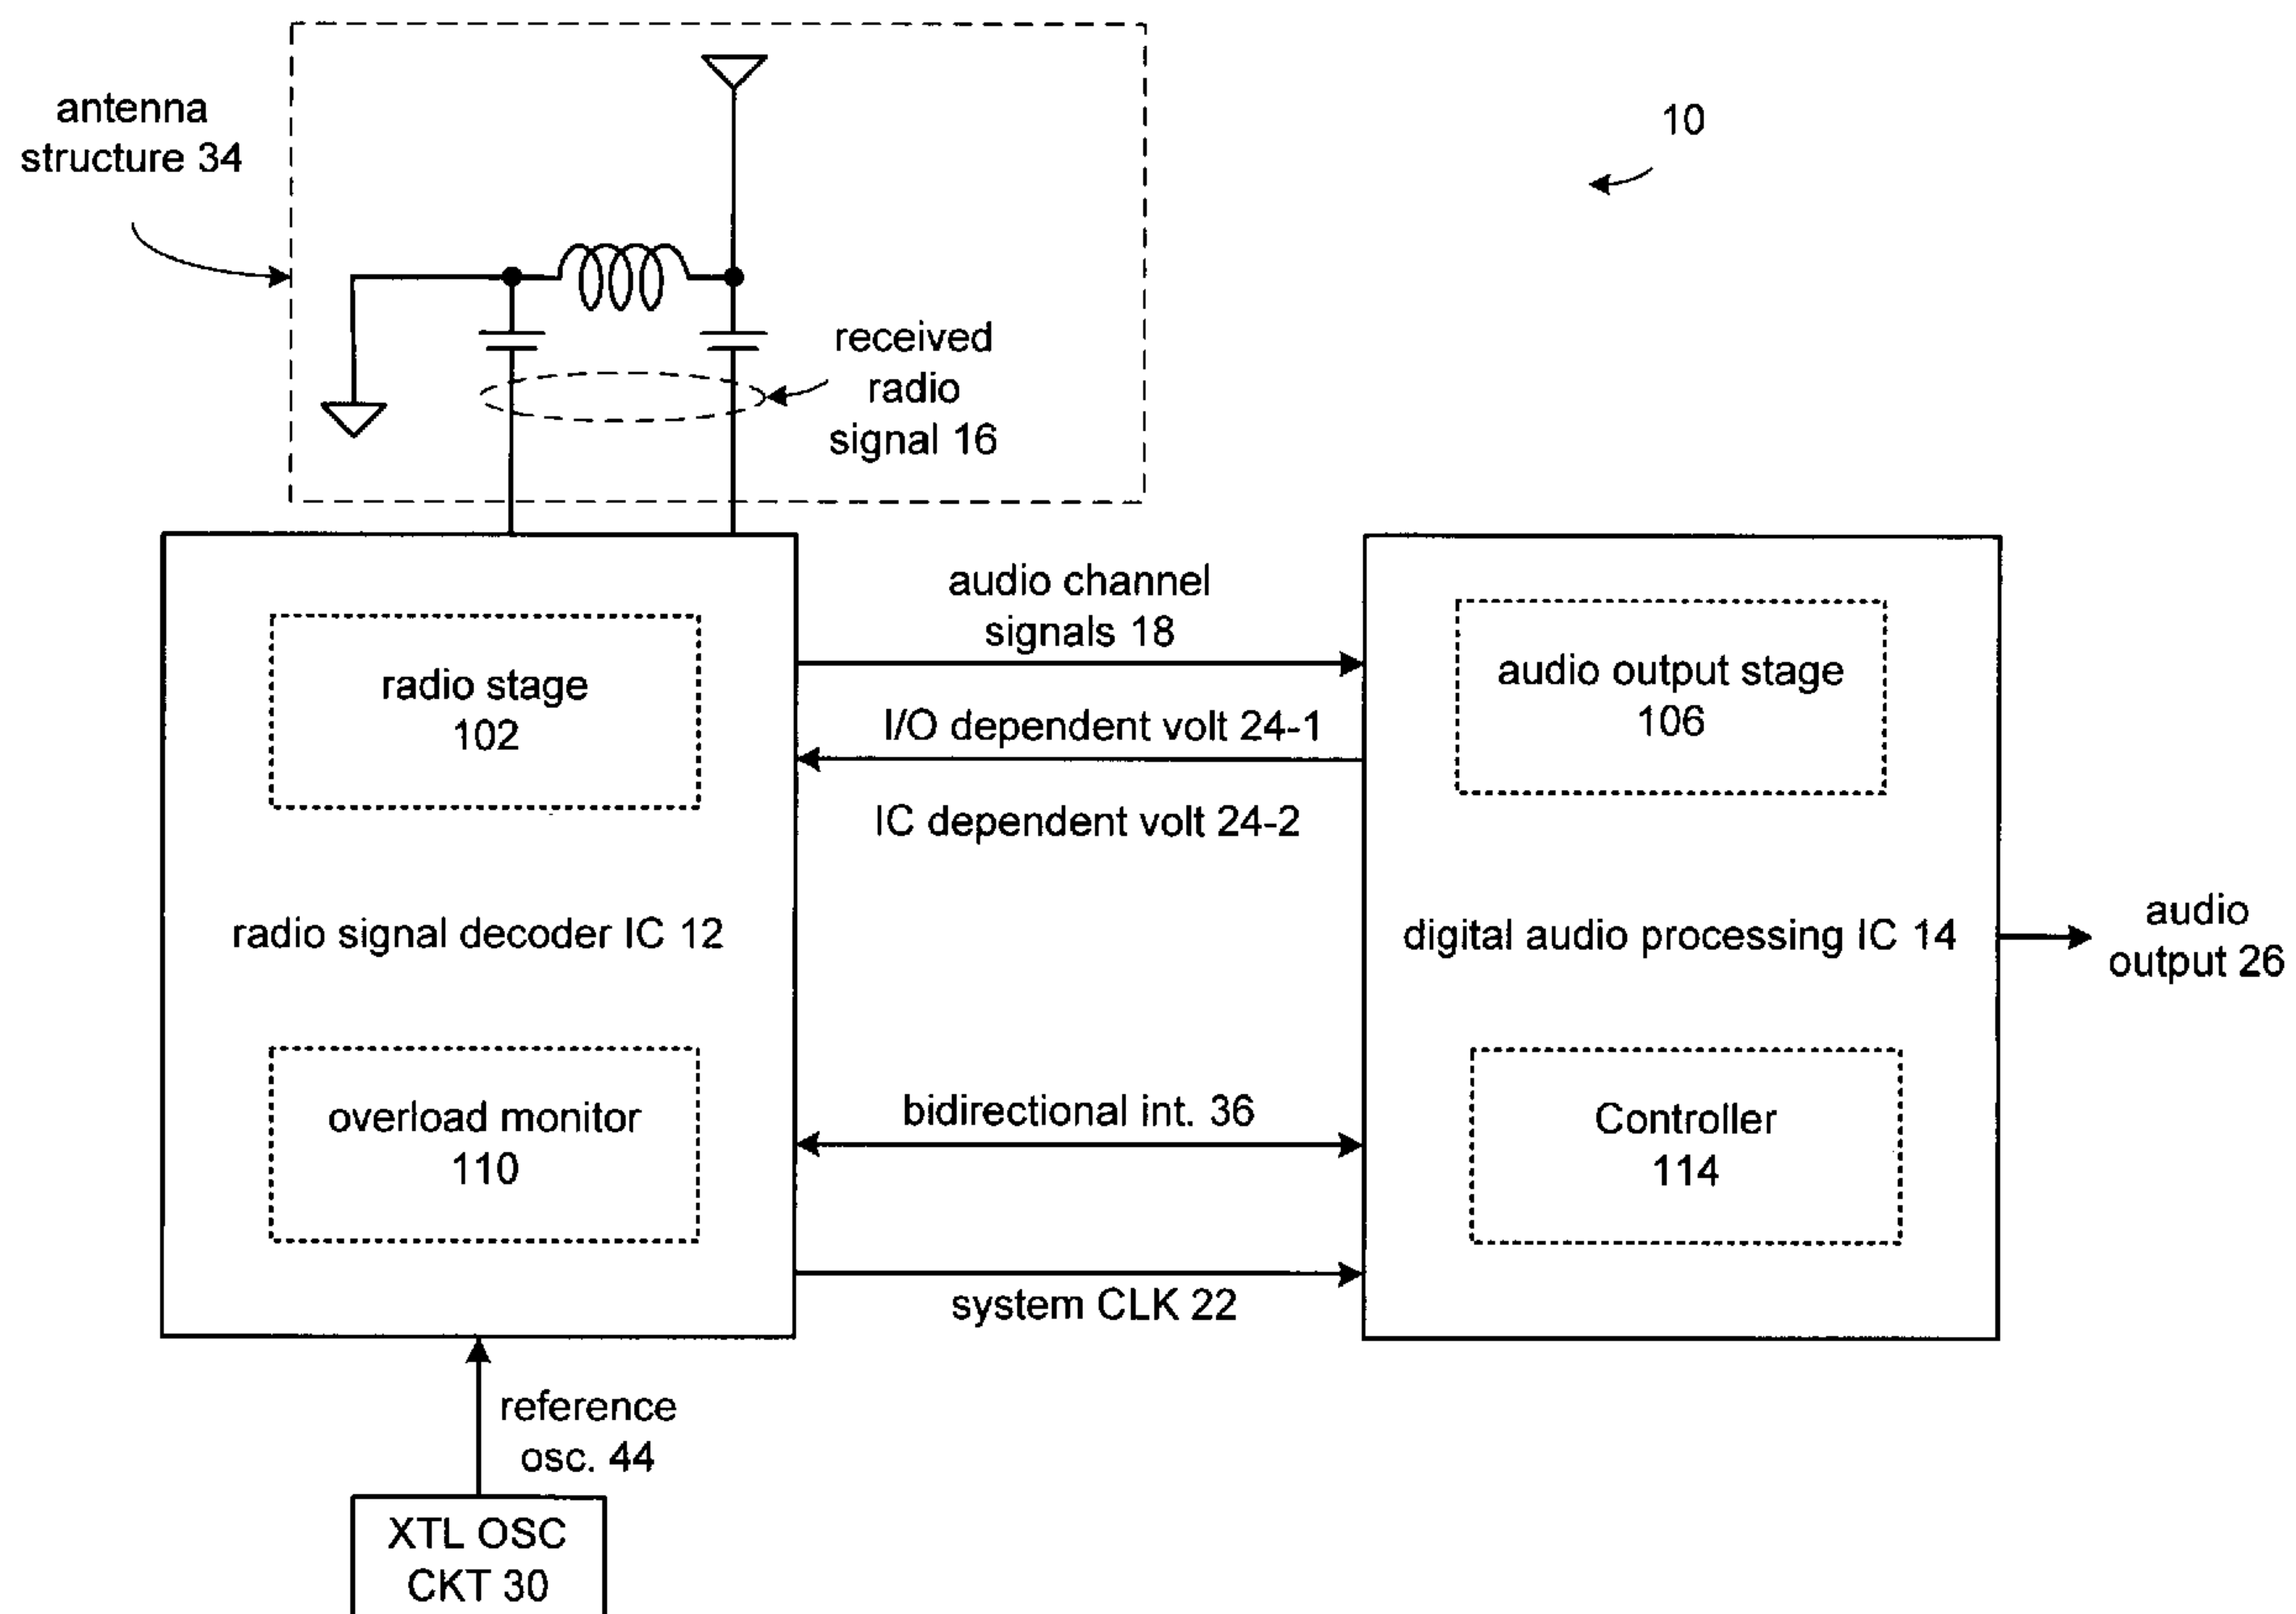 antenna
structure 34
10
received
radio
signal 16
audio channel
signals 18
radio stage
102
audio output stage
106
I/O dependent volt 24-1
IC dependent volt 24-2
radio signal decoder IC 12
digital audio processing IC 14
audio
output 26
overload monitor
110
bidirectional int. 36
Controller
114
system CLK 22
reference
osc. 44
XTL OSC
CKT 30